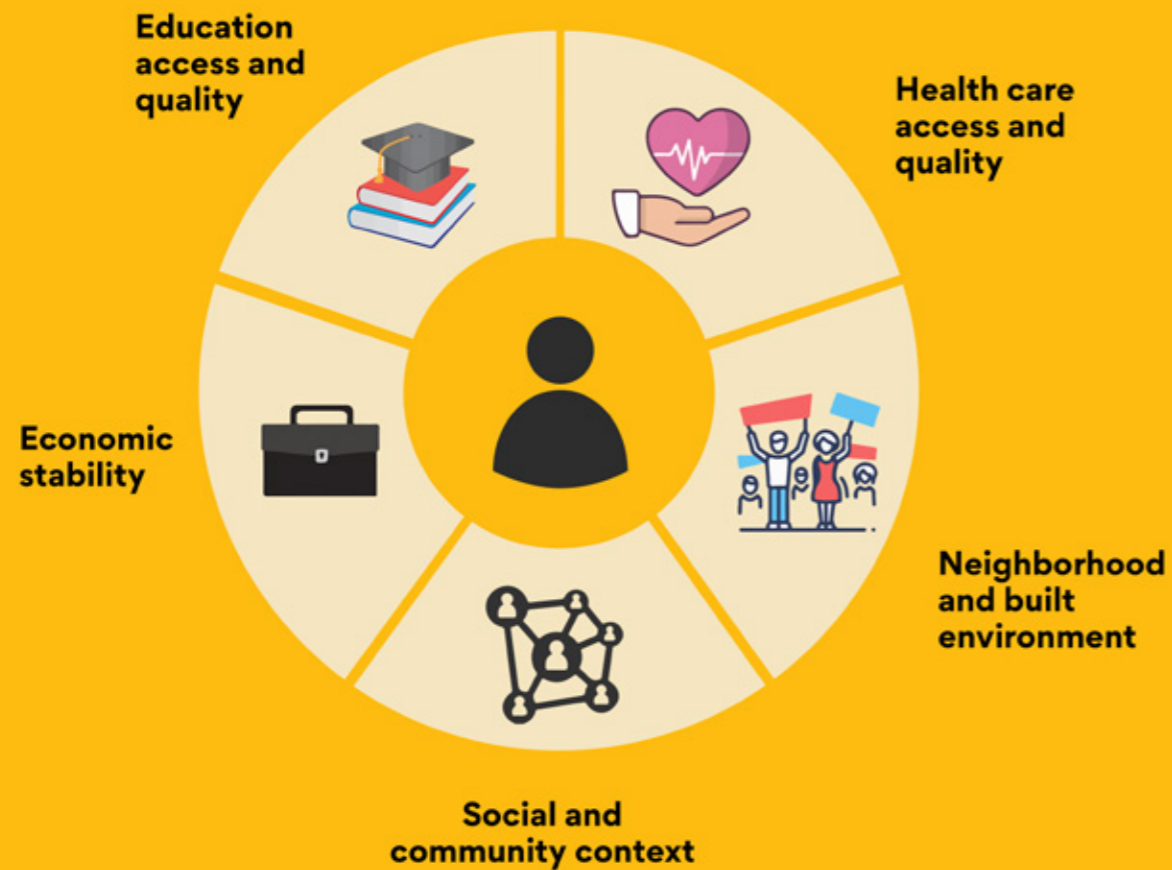 Education
access and
quality
Health care
access and
quality
Economic
stability
Neighborhood
and built
environment
Social and
community context